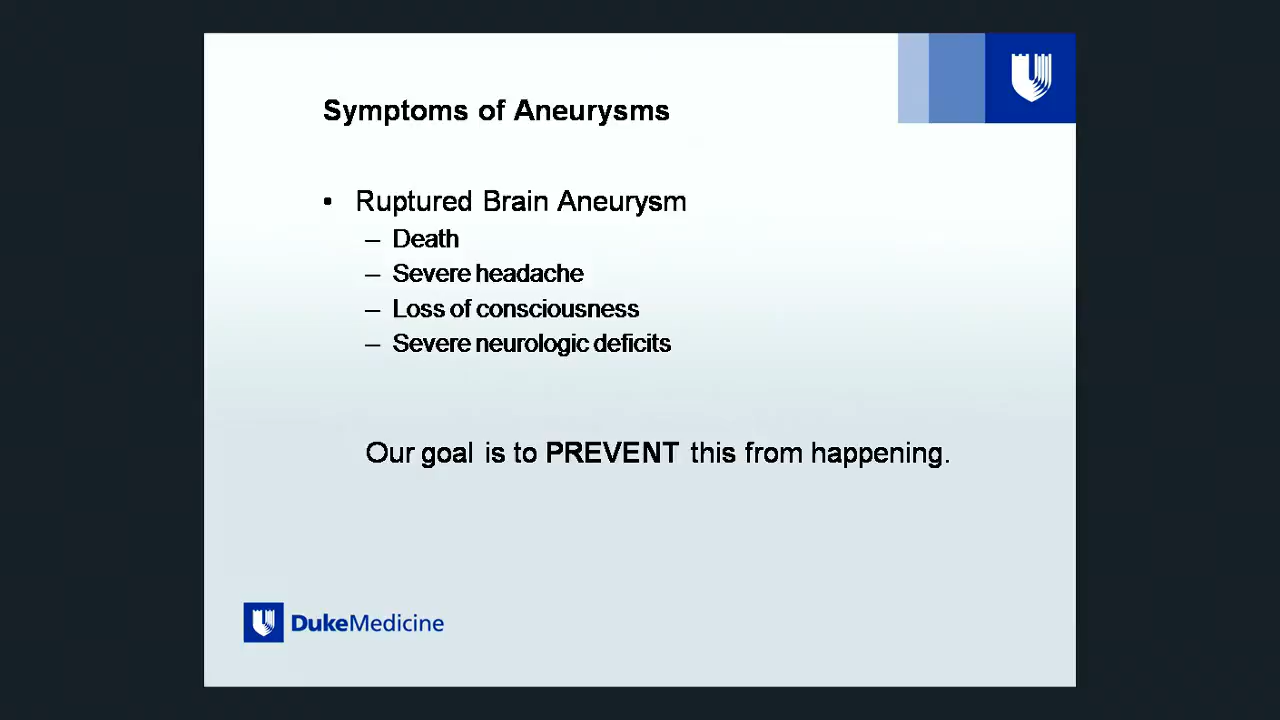 Symptoms of Aneurysms
• Ruptured Brain Aneurysm
– Death
– Severe headache
– Loss of consciousness
– Severe neurologic deficits
Our goal is to PREVENT this from happening.
DukeMedicine